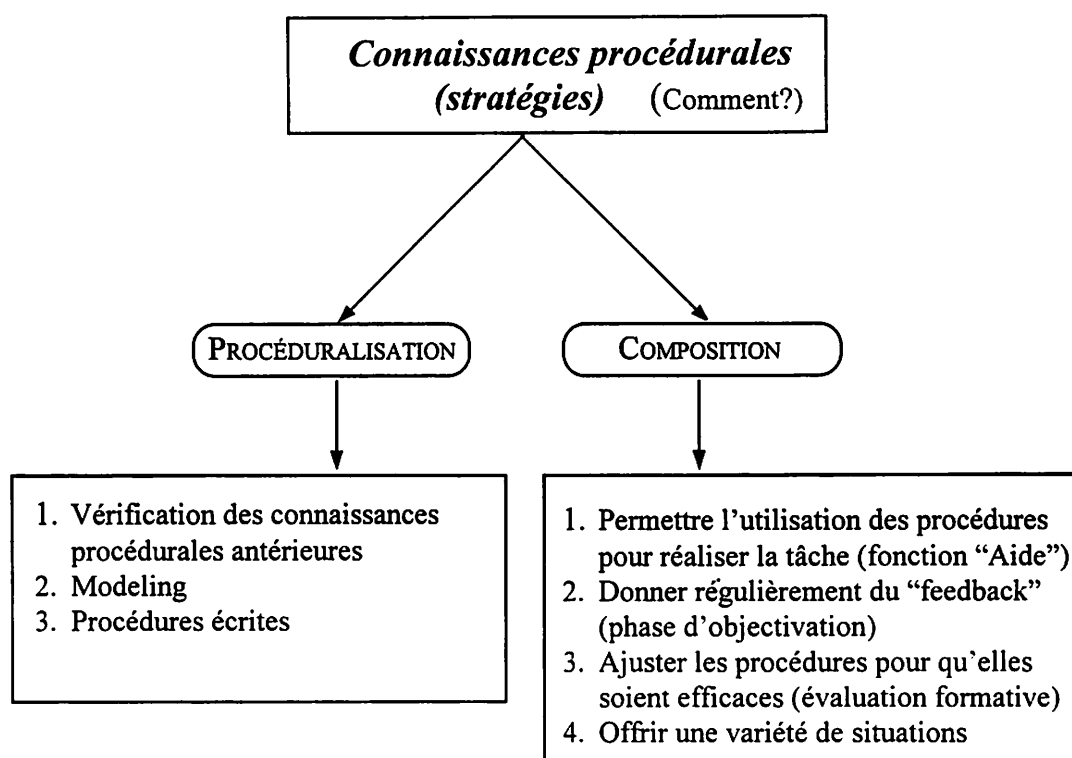 Connaissances procédurales
(stratégies) (Comment?)
PROCÉDURALISATION
COMPOSITION
1. Vérification des connaissances
procédurales antérieures
2. Modeling
3. Procédures écrites
1. Permettre l'utilisation des procédures
pour réaliser la tâche (fonction "Aide")
2. Donner régulièrement du "feedback"
(phase d'objectivation)
3. Ajuster les procédures pour qu'elles
soient efficaces (évaluation formative)
4. Offrir une variété de situations